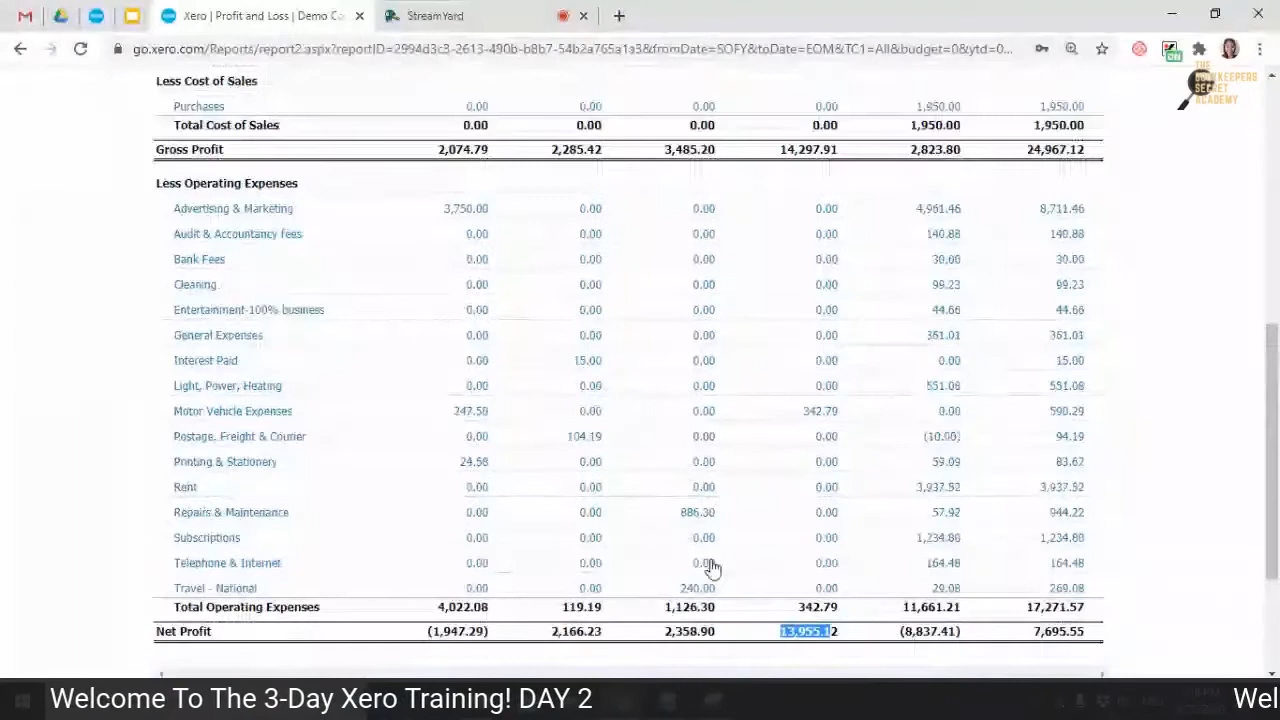 Xero | Profit and Loss | Demo Ca
StreamYard
go.xero.com/Reports/report2.aspx?reportID=2994d3c3-2613-490b-b8b7-54b2a765a1a3&fromDate=SOFY&toDate=EOM&TC1=All&budget=0&ytd=0...
ON
THE
BOOKKEEPERS
SECRET
ACADEMY
Less Cost of Sales
Purchases 0.00 0.00 0.00 0.00 1,950.00 1,950.00
Total Cost of Sales 0.00 0.00 0.00 0.00 1,950.00 1,950.00
Gross Profit 2,074.79 2,285.42 3,485.20 14,297.91 2,823.80 24,967.12
Less Operating Expenses
Advertising & Marketing 3,750.00 0.00 0.00 0.00 4,961.46 8,711.46
Audit & Accountancy fees 0.00 0.00 0.00 0.00 140.88 140.88
Bank Fees 0.00 0.00 0.00 0.00 30.00 30.00
Cleaning 0.00 0.00 0.00 0.00 99.23 99.23
Entertainment-100% business 0.00 0.00 0.00 0.00 44.66 44.66
General Expenses 0.00 0.00 0.00 0.00 361.01 361.01
Interest Paid 0.00 15.00 0.00 0.00 0.00 15.00
Light, Power, Heating 0.00 0.00 0.00 0.00 551.08 551.08
Motor Vehicle Expenses 247.50 0.00 0.00 342.79 0.00 590.29
Postage, Freight & Courier 0.00 104.19 0.00 0.00 (10.00) 94.19
Printing & Stationery 24.58 0.00 0.00 0.00 59.09 83.67
Rent 0.00 0.00 0.00 0.00 3,937.52 3,937.52
Repairs & Maintenance 0.00 0.00 886.30 0.00 57.92 944.22
Subscriptions 0.00 0.00 0.00 0.00 1,234.80 1,234.80
Telephone & Internet 0.00 0.00 0.00 0.00 164.48 164.48
Travel - National 0.00 0.00 240.00 0.00 29.08 269.08
Total Operating Expenses 4,022.08 119.19 1,126.30 342.79 11,661.21 17,271.57
Net Profit (1,947.29) 2,166.23 2,358.90 13,955.12 (8,837.41) 7,695.55
Welcome To The 3-Day Xero Training! DAY 2
Wel